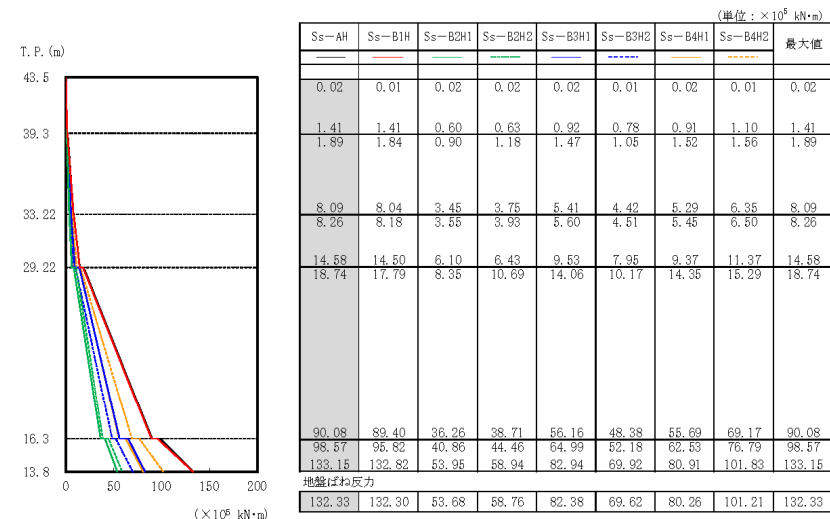 (単位：×10⁵ kN・m)
Ss－AH Ss－B1H Ss－B2H1 Ss－B2H2 Ss－B3H1 Ss－B3H2 Ss－B4H1 Ss－B4H2 最大値
T.P.(m)
43.5
0.02 0.01 0.02 0.02 0.02 0.01 0.02 0.01 0.02
1.41 1.41 0.60 0.63 0.92 0.78 0.91 1.10 1.41
39.3
1.89 1.84 0.90 1.18 1.47 1.05 1.52 1.56 1.89
8.09 8.04 3.45 3.75 5.41 4.42 5.29 6.35 8.09
33.22
8.26 8.18 3.55 3.93 5.60 4.51 5.45 6.50 8.26
14.58 14.50 6.10 6.43 9.53 7.95 9.37 11.37 14.58
29.22
18.74 17.79 8.35 10.69 14.06 10.17 14.35 15.29 18.74
90.08 89.40 36.26 38.71 56.16 48.38 55.69 69.17 90.08
16.3
98.57 95.82 40.86 44.46 64.99 52.18 62.53 76.79 98.57
133.15 132.82 53.95 58.94 82.94 69.92 80.91 101.83 133.15
13.8
0 50 100 150 200
(×10⁵ kN・m)
地盤ばね反力
132.33 132.30 53.68 58.76 82.38 69.62 80.26 101.21 132.33